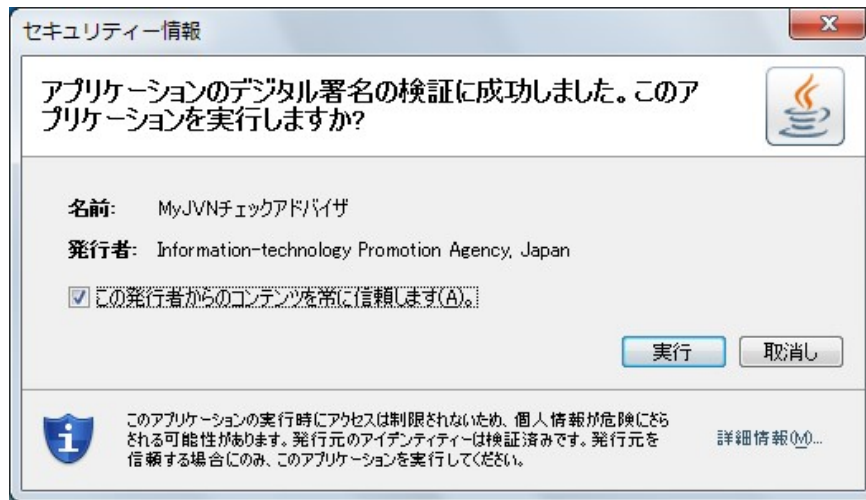 セキュリティー情報
アプリケーションのデジタル署名の検証に成功しました。このア
プリケーションを実行しますか?
名前: MyJVNチェックアドバイザ
発行者: Information-technology Promotion Agency, Japan
この発行者からのコンテンツを常に信頼します(A)。
実行 取消し
このアプリケーションの実行時にアクセスは制限されないため、個人情報が危険にさら
される可能性があります。発行元のアイデンティティーは検証済みです。発行元を
信頼する場合にのみ、このアプリケーションを実行してください。
詳細情報(M)...